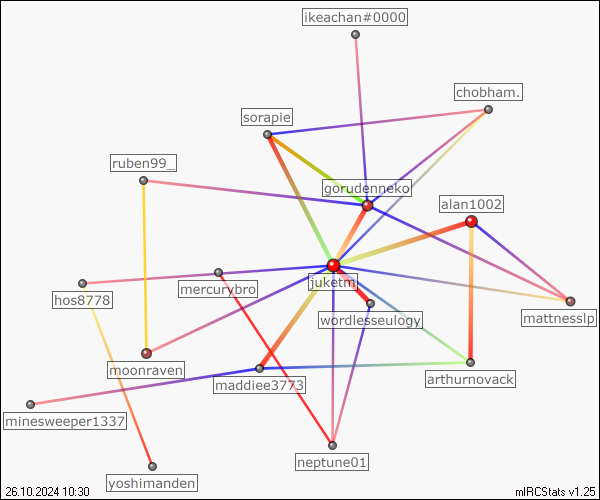 ikeachan#0000
chobham.
sorapie
ruben99_
gorudenneko
alan1002
juketm
mercurybro
hos8778
wordlesseulogy
mattnesslp
moonraven
maddiee3773
arthurnovack
minesweeper1337
neptune01
yoshimanden
26.10.2024 10:30
mIRCStats v1.25